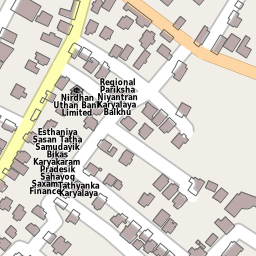 Regional
Pariksha
Niyantran
Karyalaya
Balkhu
Nirdhan
Uthan Ban
Limited
Esthaniya
Sasan Tatha
Samudayik
Bikas
Karyakaram
Pradesik
Sahayog
Saxam
Finance
Tathyanka
Karyalaya